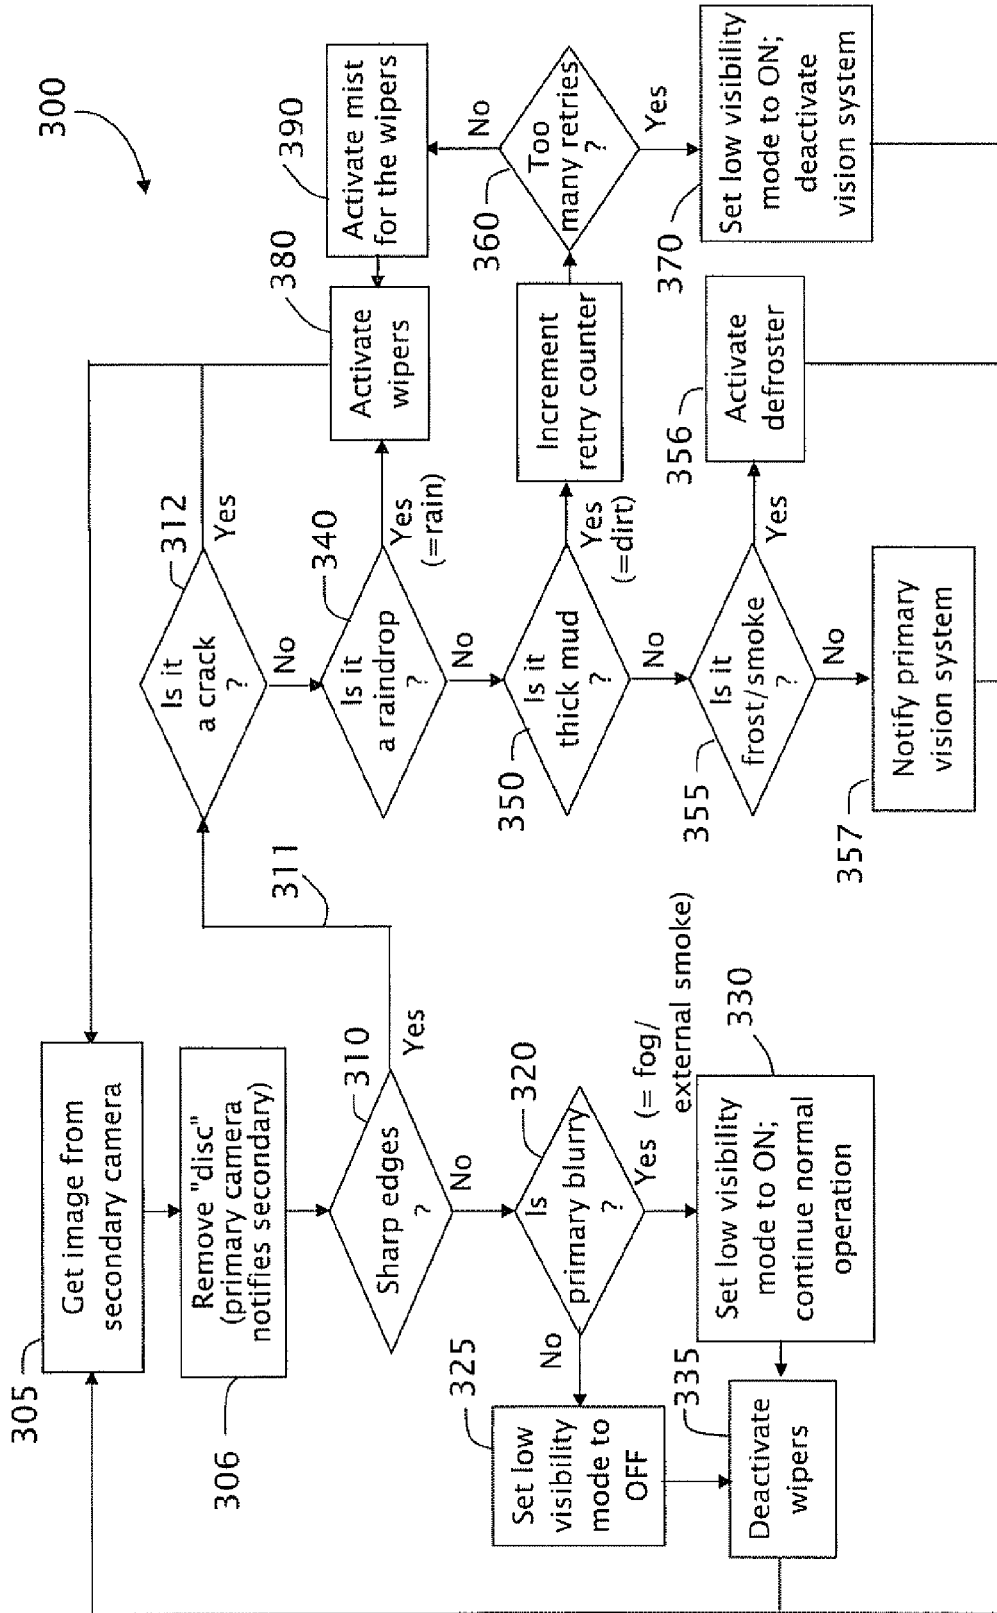 300
305
Get image from
secondary camera
306
Remove "disc"
(primary camera
notifies secondary)
310
Sharp edges
?
Yes
311
No
320
Is
primary blurry
?
No
325
Set low
visibility
mode to
OFF
Yes (= fog/
external smoke)
330
Set low visibility
mode to ON;
continue normal
operation
335
Deactivate
wipers
312
Is it
a crack
?
Yes
No
340
Is it
a raindrop
?
Yes
(=rain)
No
380
Activate
wipers
390
Activate mist
for the wipers
350
Is it
thick mud
?
Yes
(=dirt)
No
Increment
retry counter
360
Too
many retries
?
No
Yes
370
Set low visibility
mode to ON;
deactivate
vision system
355
Is it
frost/smoke
?
Yes
No
356
Activate
defroster
357
Notify primary
vision system